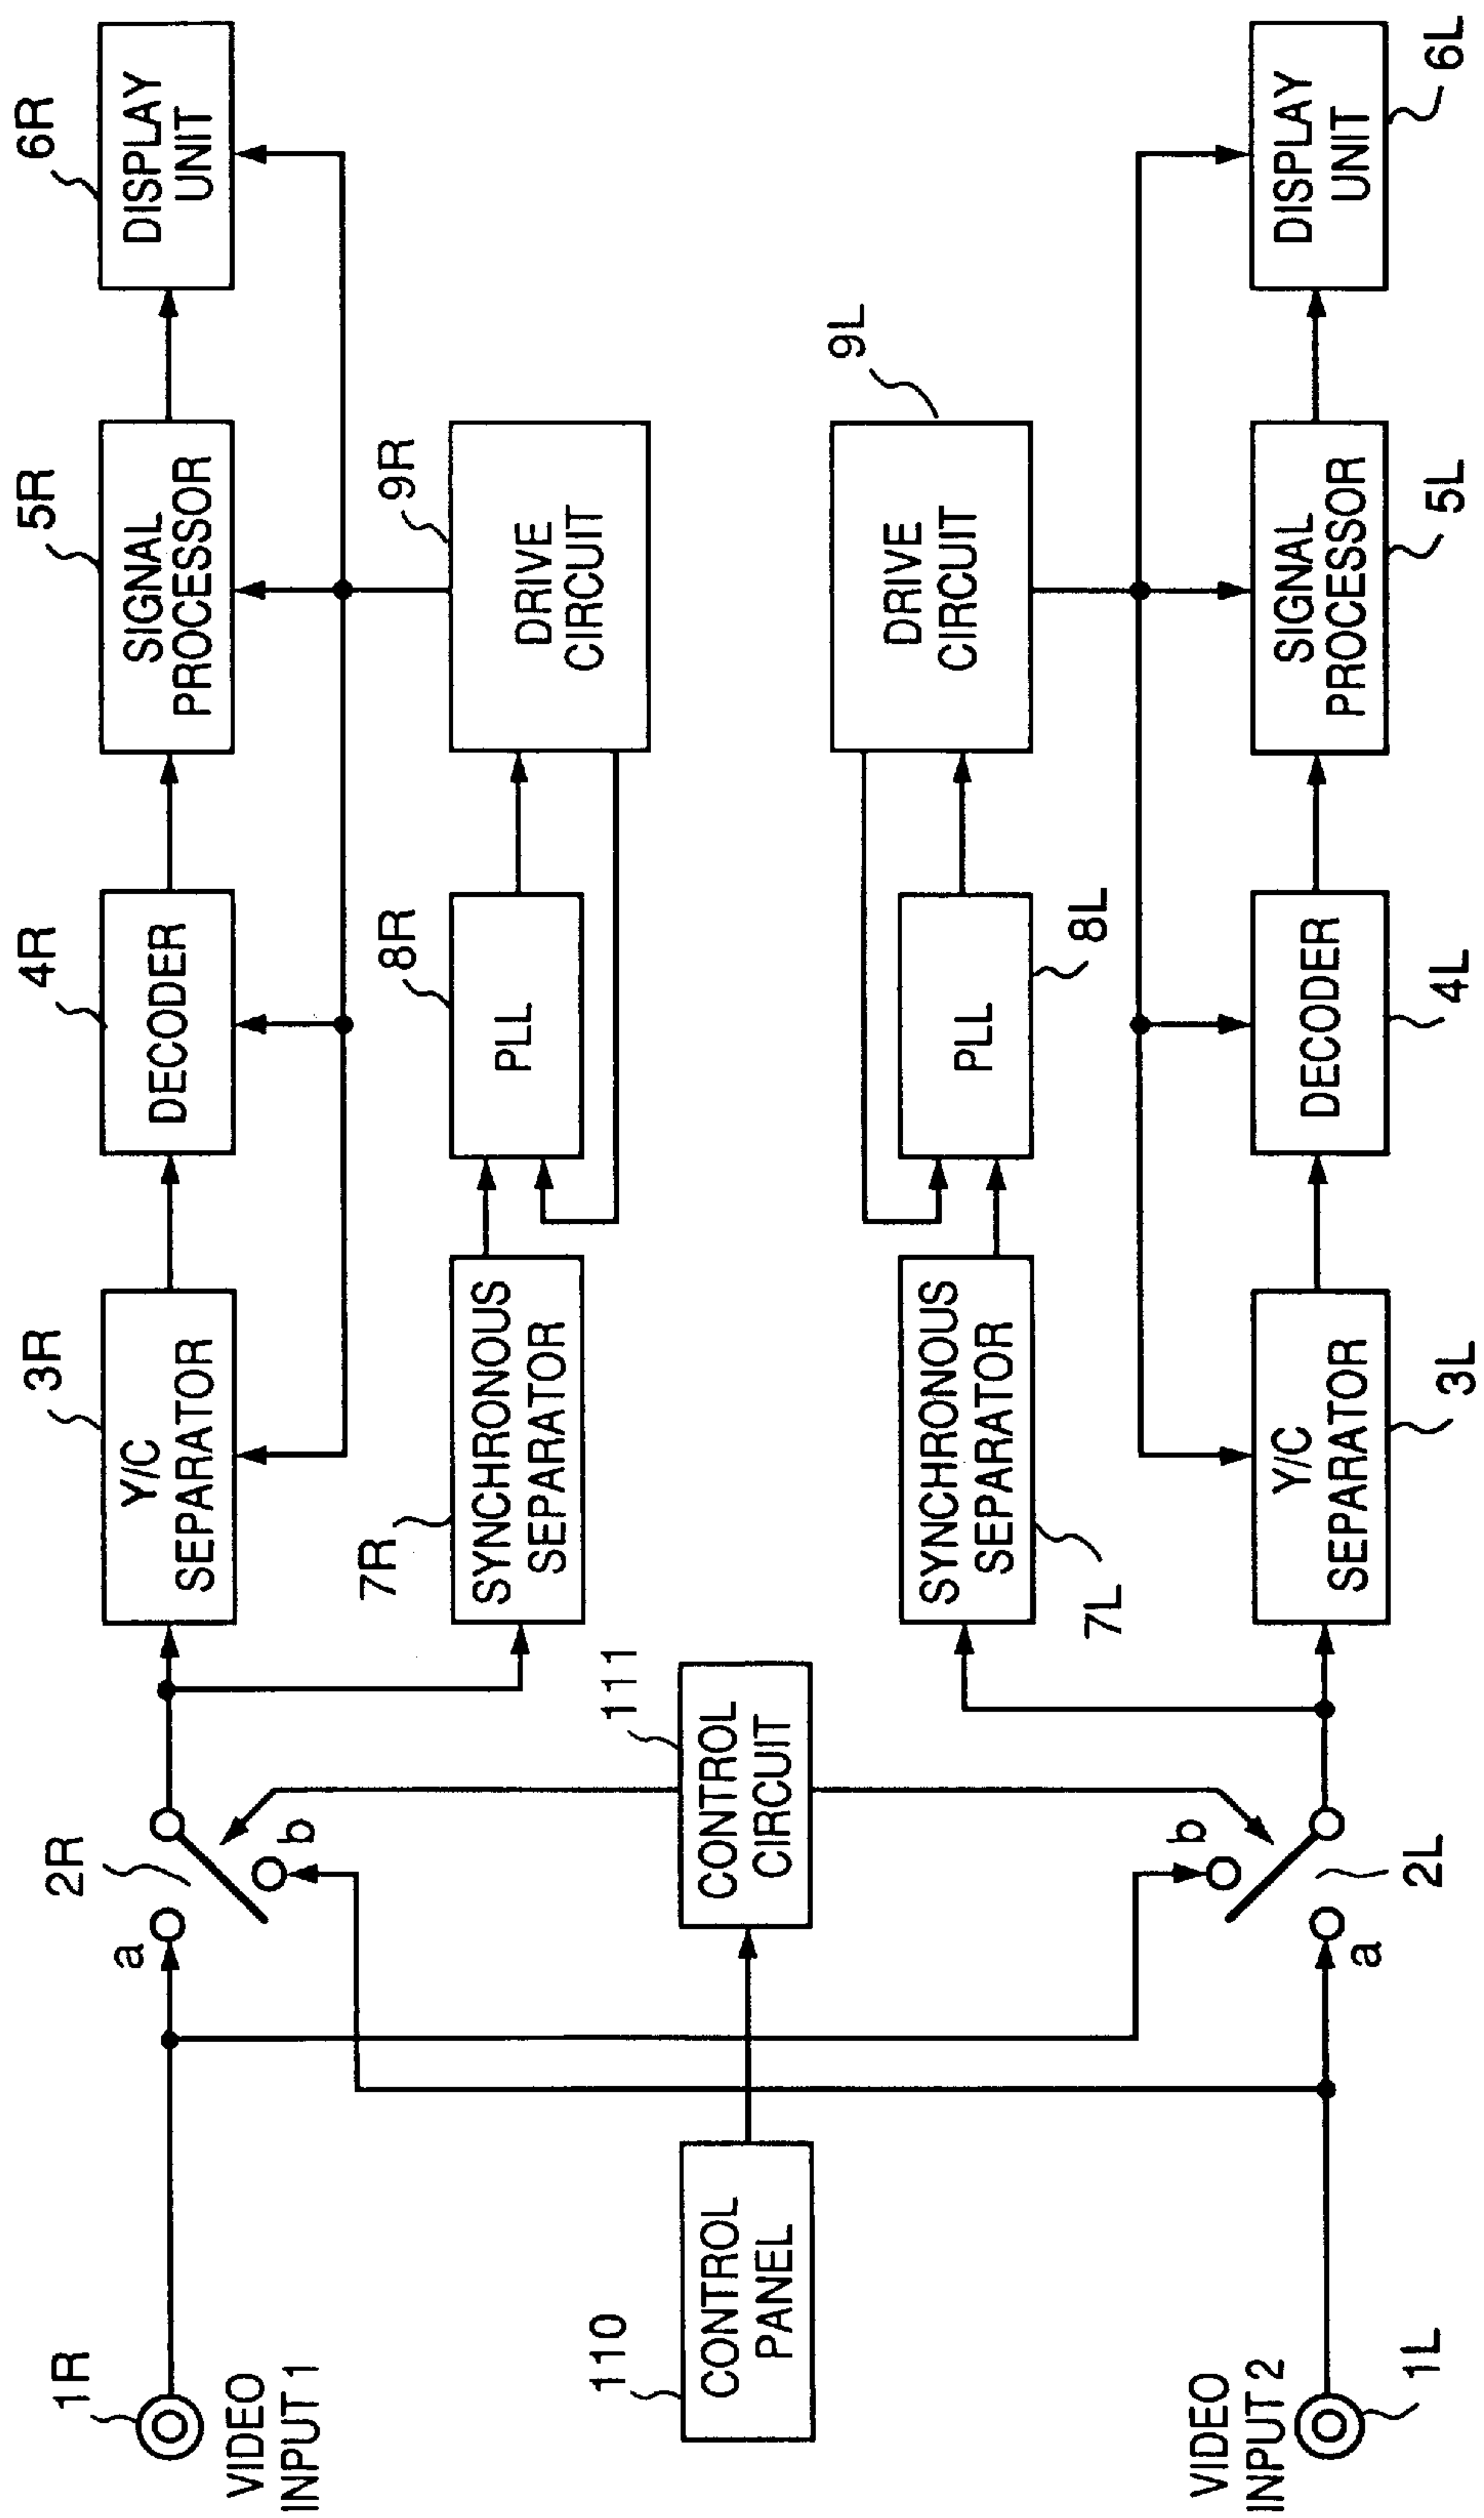 1R
VIDEO
INPUT 1
a
2R
b
3R
Y/C
SEPARATOR
4R
DECODER
5R
SIGNAL
PROCESSOR
6R
DISPLAY
UNIT
7R
SYNCHRONOUS
SEPARATOR
8R
PLL
9R
DRIVE
CIRCUIT
110
CONTROL
PANEL
111
CONTROL
CIRCUIT
SYNCHRONOUS
SEPARATOR
7L
PLL
8L
DRIVE
CIRCUIT
9L
VIDEO
INPUT 2
1L
b
a
2L
Y/C
SEPARATOR
3L
DECODER
4L
SIGNAL
PROCESSOR
5L
DISPLAY
UNIT
6L